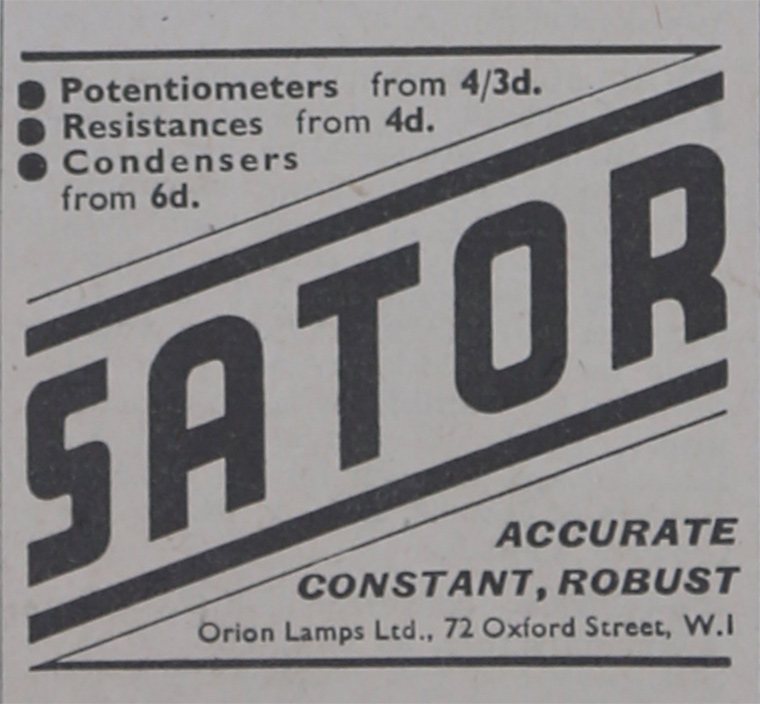 ● Potentiometers from 4/3d.
● Resistances from 4d.
● Condensers
from 6d.
SATOR
ACCURATE
CONSTANT, ROBUST
Orion Lamps Ltd., 72 Oxford Street, W.1